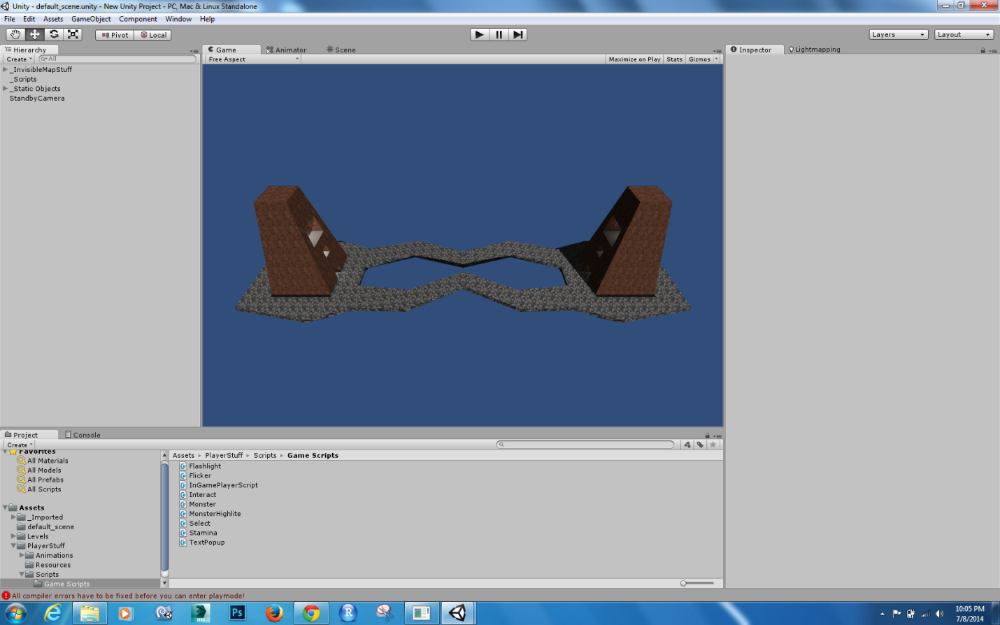 Unity - default_scene.unity - New Unity Project - PC, Mac & Linux Standalone
File Edit Assets GameObject Component Window Help
Pivot Local Layers Layout
Hierarchy
Create All
_InvisibleMapStuff
_Scripts
_Static Objects
StandbyCamera
Game Animator Scene
Free Aspect Maximize on Play Stats Gizmos
Inspector Lightmapping
Project Console
Create
Favorites
All Materials
All Models
All Prefabs
All Scripts
Assets
_Imported
default_scene
Levels
PlayerStuff
Animations
Resources
Scripts
Game Scripts
Assets PlayerStuff Scripts Game Scripts
Flashlight
Flicker
InGamePlayerScript
Interact
Monster
MonsterHighlite
Select
Stamina
TextPopup
All compiler errors have to be fixed before you can enter playmode!
Ps
R
10:05 PM
7/8/2014